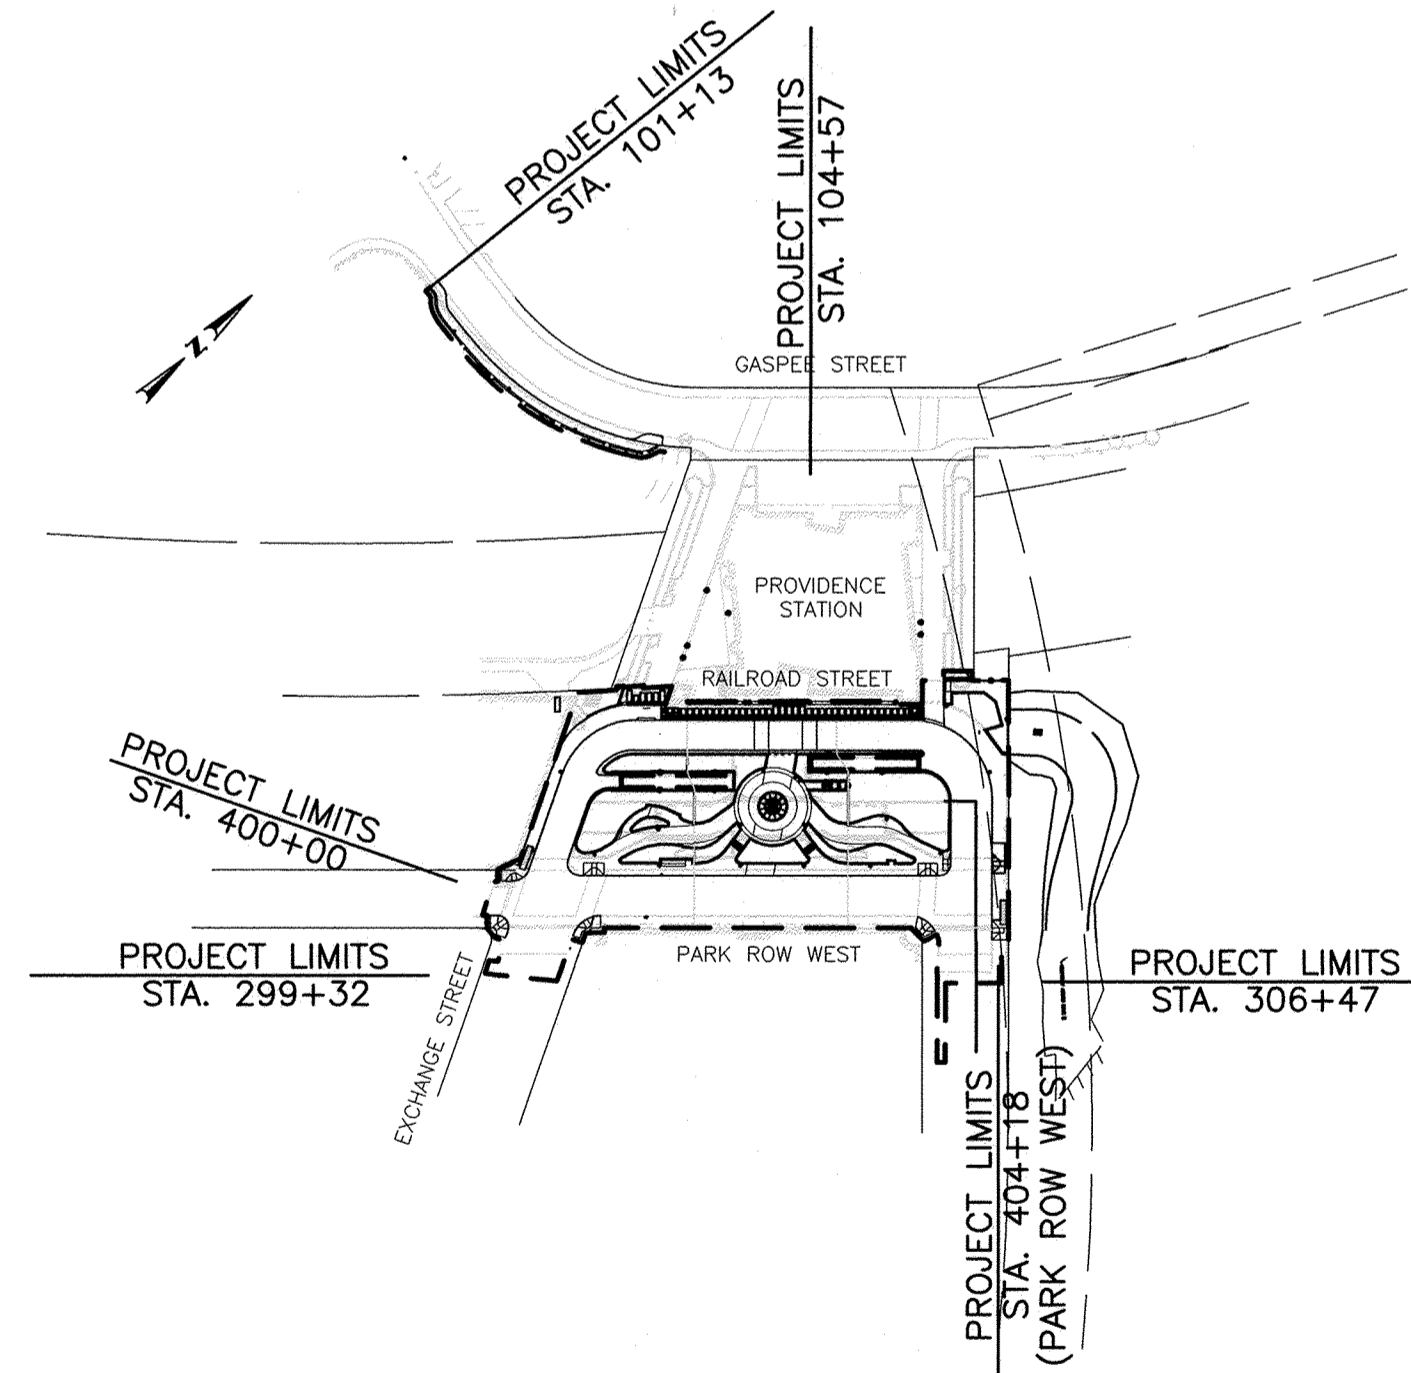 PROJECT LIMITS
STA. 101+13
PROJECT LIMITS
STA. 104+57
GASPEE STREET
Z
PROVIDENCE
STATION
RAILROAD STREET
PROJECT LIMITS
STA. 400+00
PROJECT LIMITS
STA. 299+32
PARK ROW WEST
PROJECT LIMITS
STA. 306+47
EXCHANGE STREET
PROJECT LIMITS
STA. 404+18
(PARK ROW WEST)